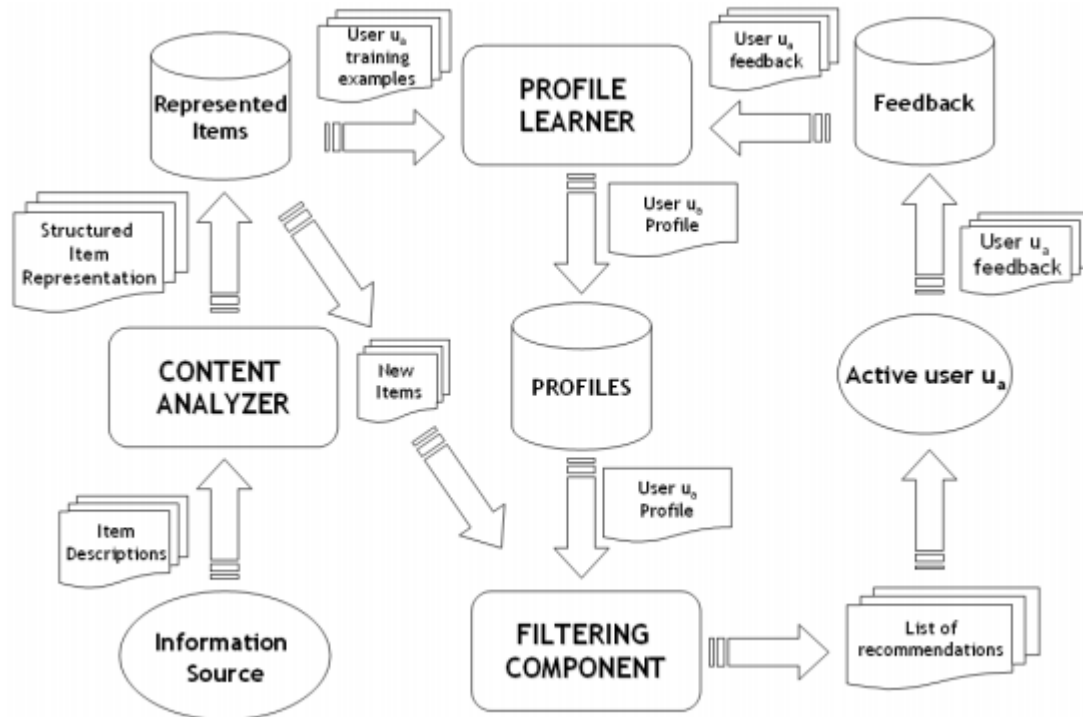 User uₐ
training
examples
User uₐ
feedback
Represented
Items
PROFILE
LEARNER
Feedback
Structured
Item
Representation
User uₐ
Profile
User uₐ
feedback
CONTENT
ANALYZER
New
Items
PROFILES
Active user uₐ
Item
Descriptions
User uₐ
Profile
Information
Source
FILTERING
COMPONENT
List of
recommendations